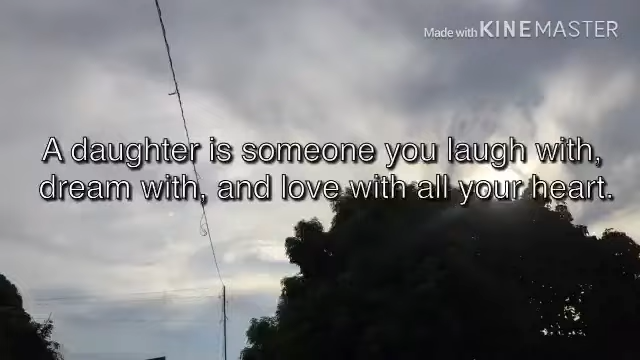 Made with KINEMASTER
A daughter is someone you laugh with,
dream with, and love with all your heart.